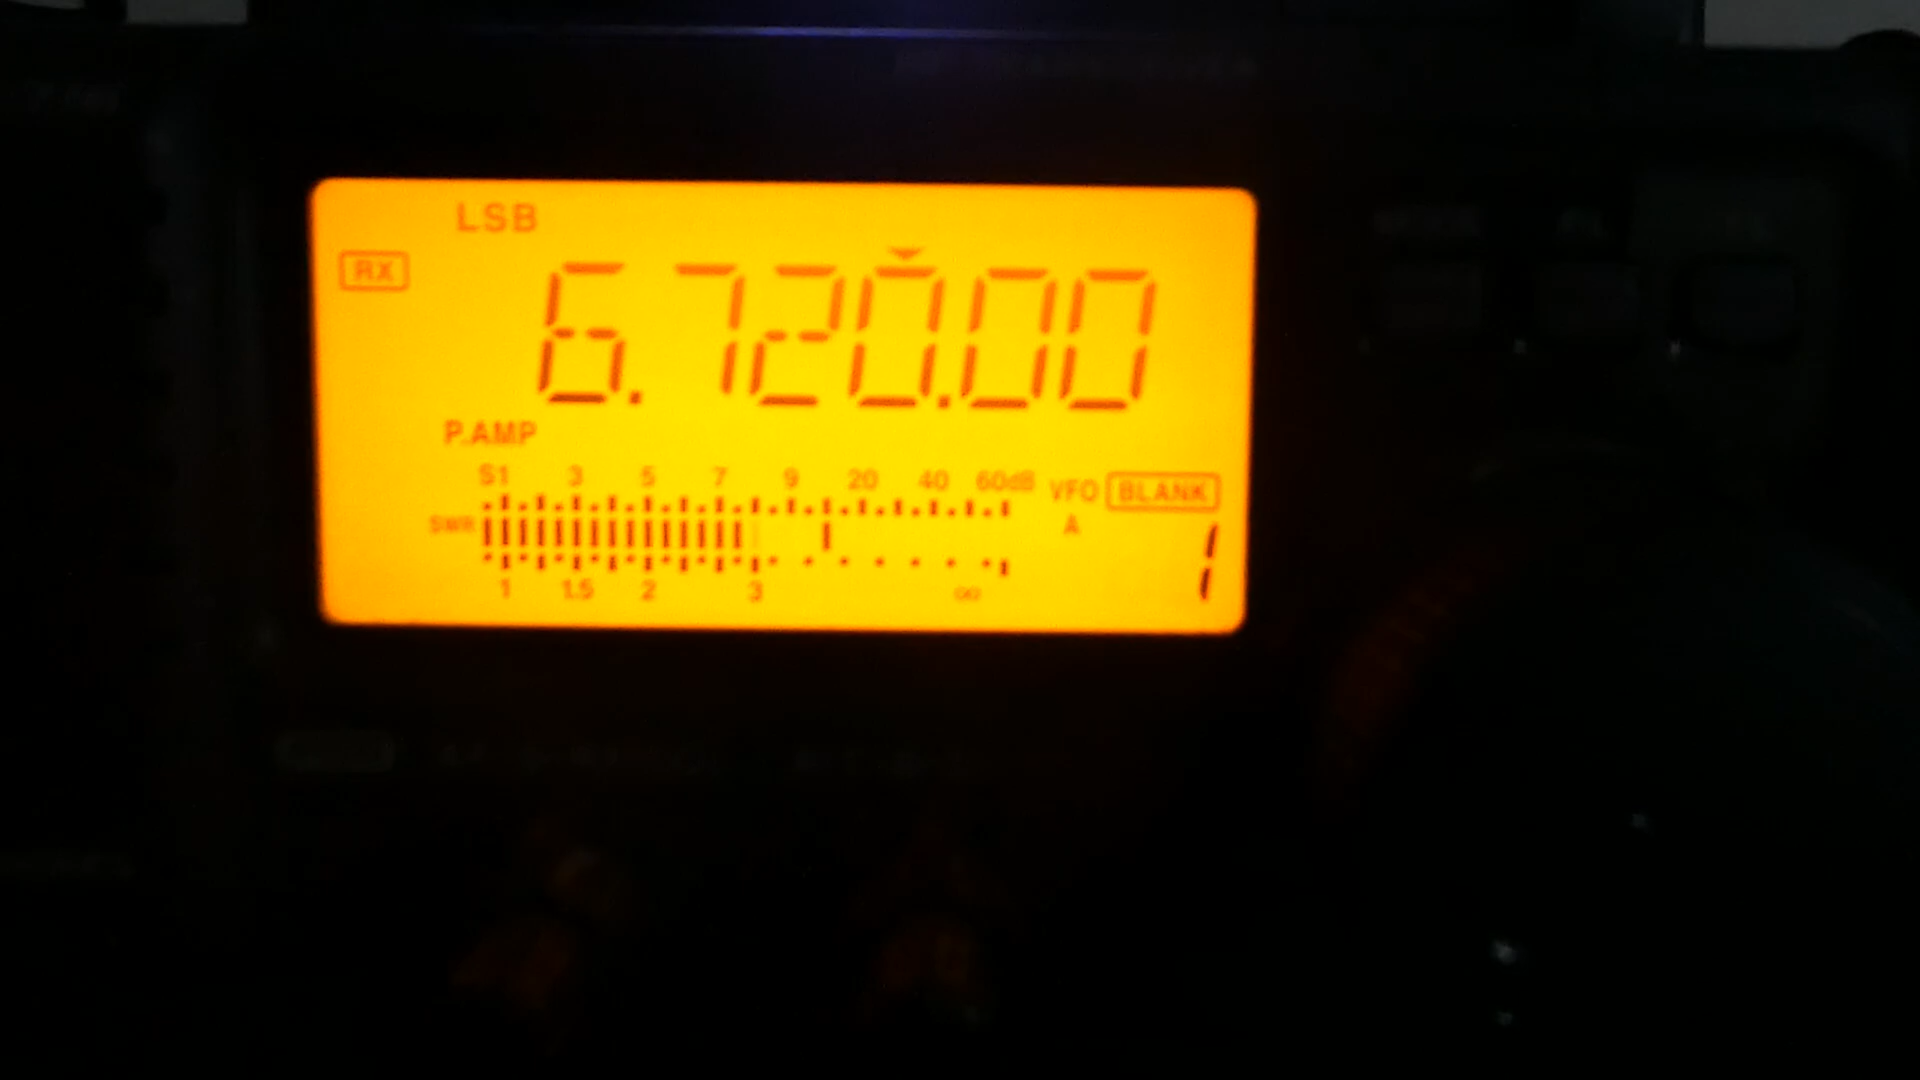 LSB
RX
6.720.00
P.AMP
S1 3 5 7 9 20 40 60dB
VFO BLANK
SWR
A
1
1 1.5 2 3 ∞